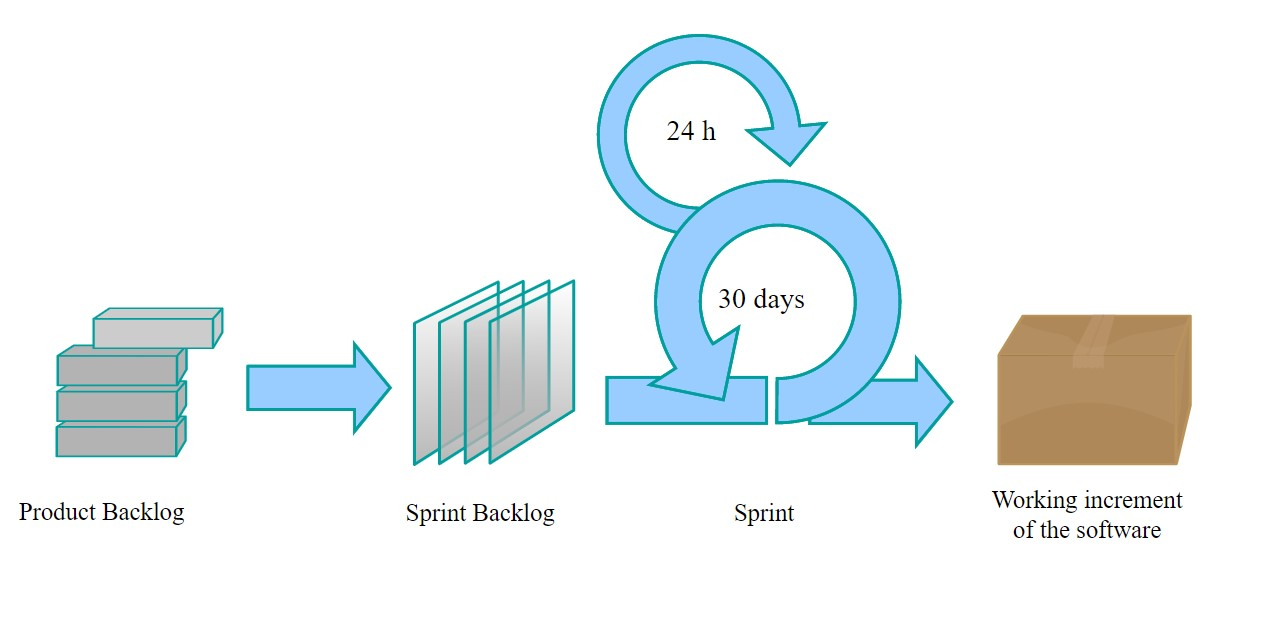 24 h
30 days
Product Backlog
Sprint Backlog
Sprint
Working increment
of the software